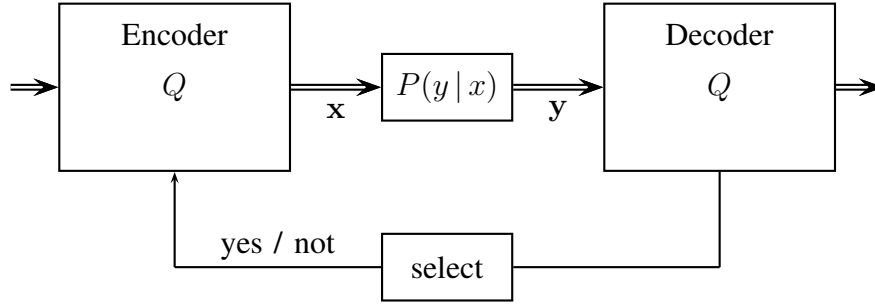 Encoder
Q
x
P(y | x)
y
Decoder
Q
yes / not
select